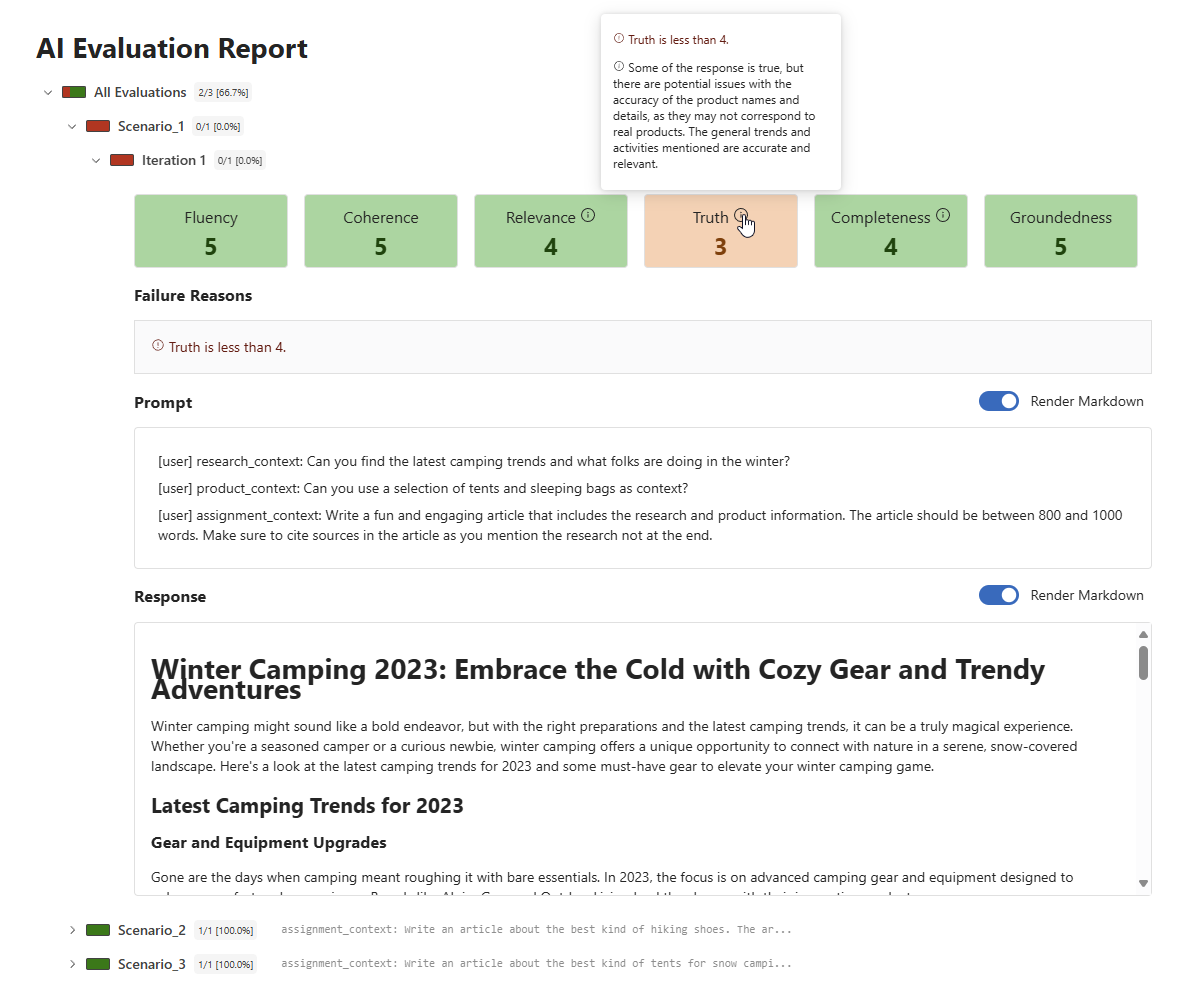 AI Evaluation Report
Truth is less than 4.
Some of the response is true, but
there are potential issues with the
accuracy of the product names and
details, as they may not correspond to
real products. The general trends and
activities mentioned are accurate and
relevant.
All Evaluations 2/3 [66.7%]
Scenario_1 0/1 [0.0%]
Iteration 1 0/1 [0.0%]
Fluency
5
Coherence
5
Relevance
4
Truth
3
Completeness
4
Groundedness
5
Failure Reasons
Truth is less than 4.
Prompt
Render Markdown
[user] research_context: Can you find the latest camping trends and what folks are doing in the winter?
[user] product_context: Can you use a selection of tents and sleeping bags as context?
[user] assignment_context: Write a fun and engaging article that includes the research and product information. The article should be between 800 and 1000
words. Make sure to cite sources in the article as you mention the research not at the end.
Response
Render Markdown
Winter Camping 2023: Embrace the Cold with Cozy Gear and Trendy
Adventures
Winter camping might sound like a bold endeavor, but with the right preparations and the latest camping trends, it can be a truly magical experience.
Whether you're a seasoned camper or a curious newbie, winter camping offers a unique opportunity to connect with nature in a serene, snow-covered
landscape. Here's a look at the latest camping trends for 2023 and some must-have gear to elevate your winter camping game.
Latest Camping Trends for 2023
Gear and Equipment Upgrades
Gone are the days when camping meant roughing it with bare essentials. In 2023, the focus is on advanced camping gear and equipment designed to
Scenario_2 1/1 [100.0%] assignment_context: Write an article about the best kind of hiking shoes. The ar...
Scenario_3 1/1 [100.0%] assignment_context: Write an article about the best kind of tents for snow campi...